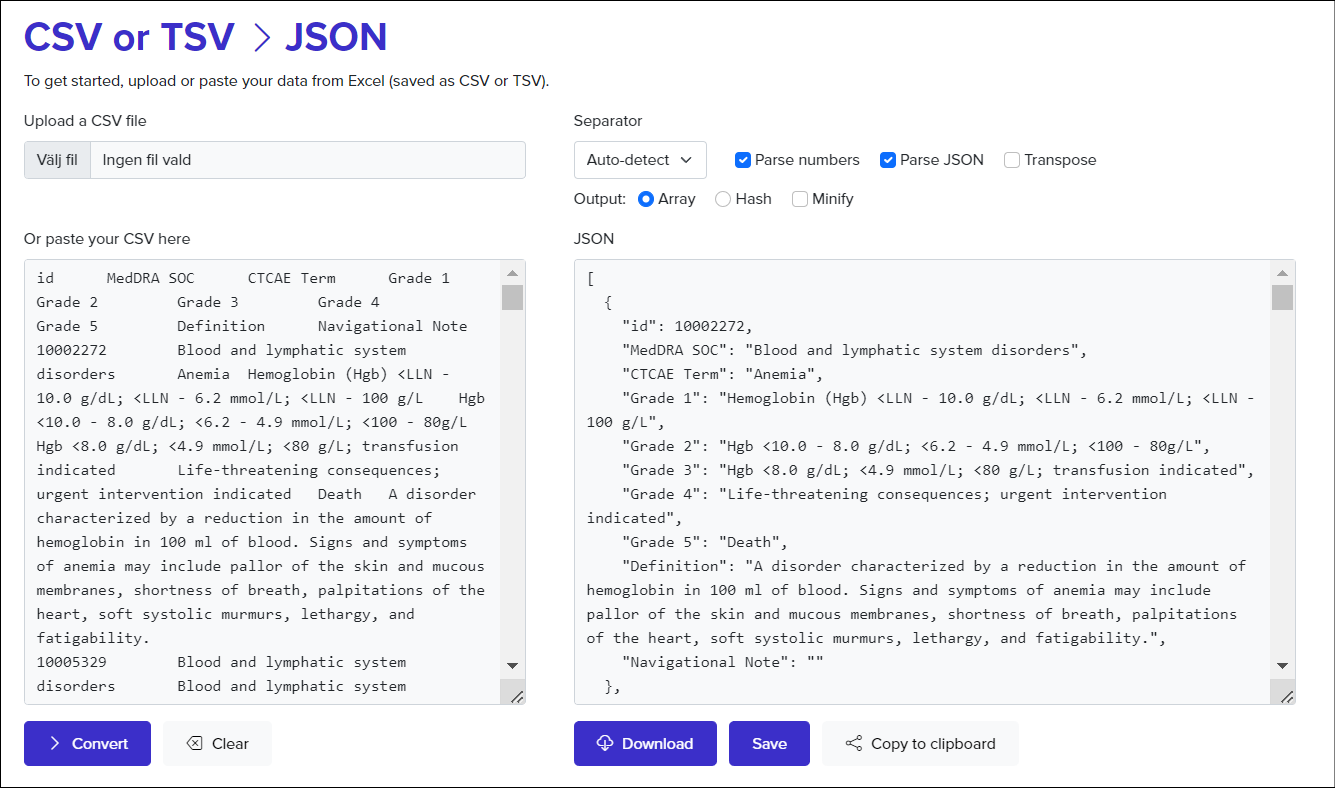 CSV or TSV > JSON
To get started, upload or paste your data from Excel (saved as CSV or TSV).
Upload a CSV file
Välj fil Ingen fil vald
Separator
Auto-detect Parse numbers Parse JSON Transpose
Output: Array Hash Minify
Or paste your CSV here
id MedDRA SOC CTCAE Term Grade 1
Grade 2 Grade 3 Grade 4
Grade 5 Definition Navigational Note
10002272 Blood and lymphatic system
disorders Anemia Hemoglobin (Hgb) <LLN -
10.0 g/dL; <LLN - 6.2 mmol/L; <LLN - 100 g/L Hgb
<10.0 - 8.0 g/dL; <6.2 - 4.9 mmol/L; <100 - 80g/L
Hgb <8.0 g/dL; <4.9 mmol/L; <80 g/L; transfusion
indicated Life-threatening consequences;
urgent intervention indicated Death A disorder
characterized by a reduction in the amount of
hemoglobin in 100 ml of blood. Signs and symptoms
of anemia may include pallor of the skin and mucous
membranes, shortness of breath, palpitations of the
heart, soft systolic murmurs, lethargy, and
fatigability.
10005329 Blood and lymphatic system
disorders Blood and lymphatic system
Convert Clear
JSON
[
{
"id": 10002272,
"MedDRA SOC": "Blood and lymphatic system disorders",
"CTCAE Term": "Anemia",
"Grade 1": "Hemoglobin (Hgb) <LLN - 10.0 g/dL; <LLN - 6.2 mmol/L; <LLN -
100 g/L",
"Grade 2": "Hgb <10.0 - 8.0 g/dL; <6.2 - 4.9 mmol/L; <100 - 80g/L",
"Grade 3": "Hgb <8.0 g/dL; <4.9 mmol/L; <80 g/L; transfusion indicated",
"Grade 4": "Life-threatening consequences; urgent intervention
indicated",
"Grade 5": "Death",
"Definition": "A disorder characterized by a reduction in the amount of
hemoglobin in 100 ml of blood. Signs and symptoms of anemia may include
pallor of the skin and mucous membranes, shortness of breath, palpitations
of the heart, soft systolic murmurs, lethargy, and fatigability.",
"Navigational Note": ""
},
Download Save Copy to clipboard